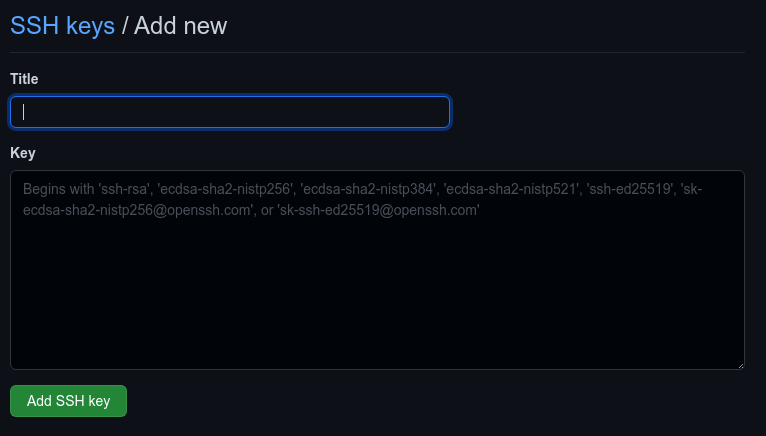 SSH keys / Add new
Title
Key
Begins with 'ssh-rsa', 'ecdsa-sha2-nistp256', 'ecdsa-sha2-nistp384', 'ecdsa-sha2-nistp521', 'ssh-ed25519', 'sk-
ecdsa-sha2-nistp256@openssh.com', or 'sk-ssh-ed25519@openssh.com'
Add SSH key